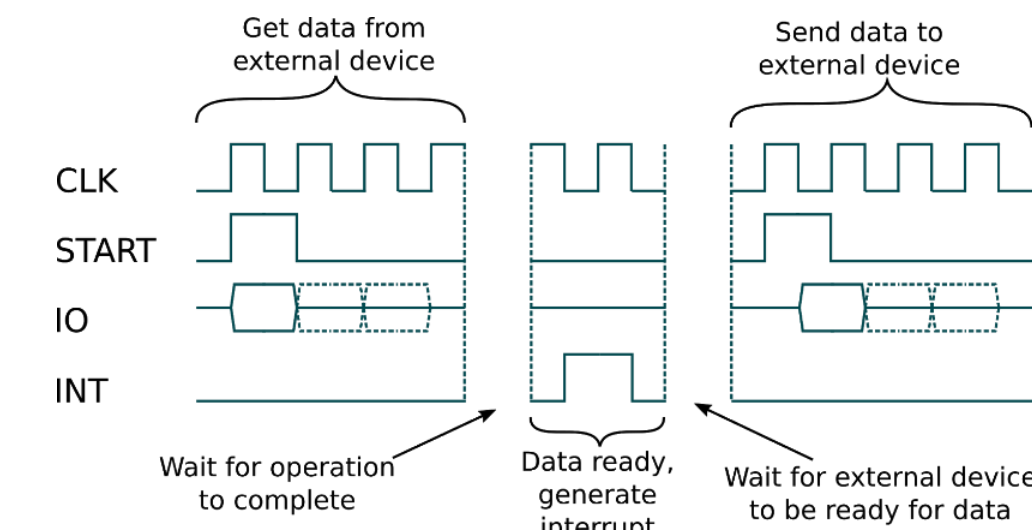 Get data from
external device
Send data to
external device
CLK
START
IO
INT
Wait for operation
to complete
Data ready,
generate
interrupt
Wait for external device
to be ready for data